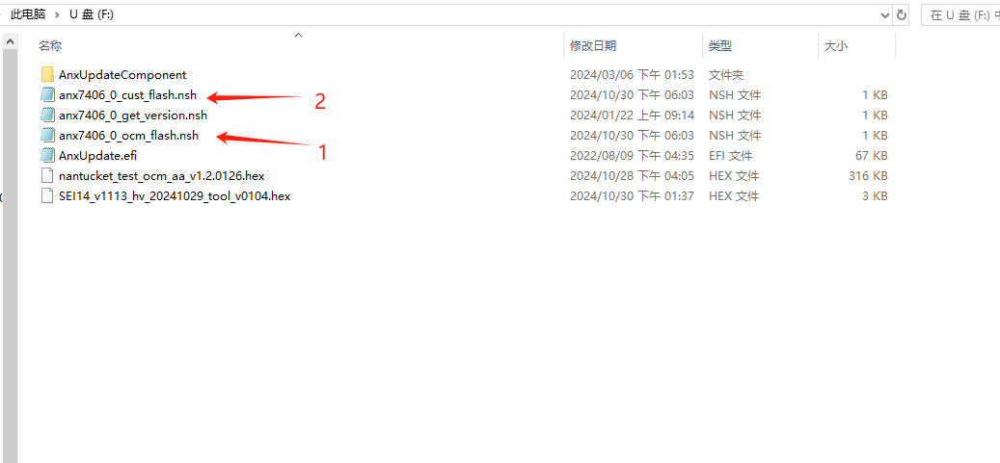 此电脑 › U 盘 (F:) 在 U 盘 (F:) 中
名称 修改日期 类型 大小
AnxUpdateComponent 2024/03/06 下午 01:53 文件夹
anx7406_0_cust_flash.nsh 2024/10/30 下午 06:03 NSH 文件 1 KB
2
anx7406_0_get_version.nsh 2024/01/22 上午 09:14 NSH 文件 1 KB
anx7406_0_ocm_flash.nsh 2024/10/30 下午 06:03 NSH 文件 1 KB
1
AnxUpdate.efi 2022/08/09 下午 04:35 EFI 文件 67 KB
nantucket_test_ocm_aa_v1.2.0126.hex 2024/10/28 下午 04:05 HEX 文件 316 KB
SEI14_v1113_hv_20241029_tool_v0104.hex 2024/10/30 下午 01:37 HEX 文件 3 KB